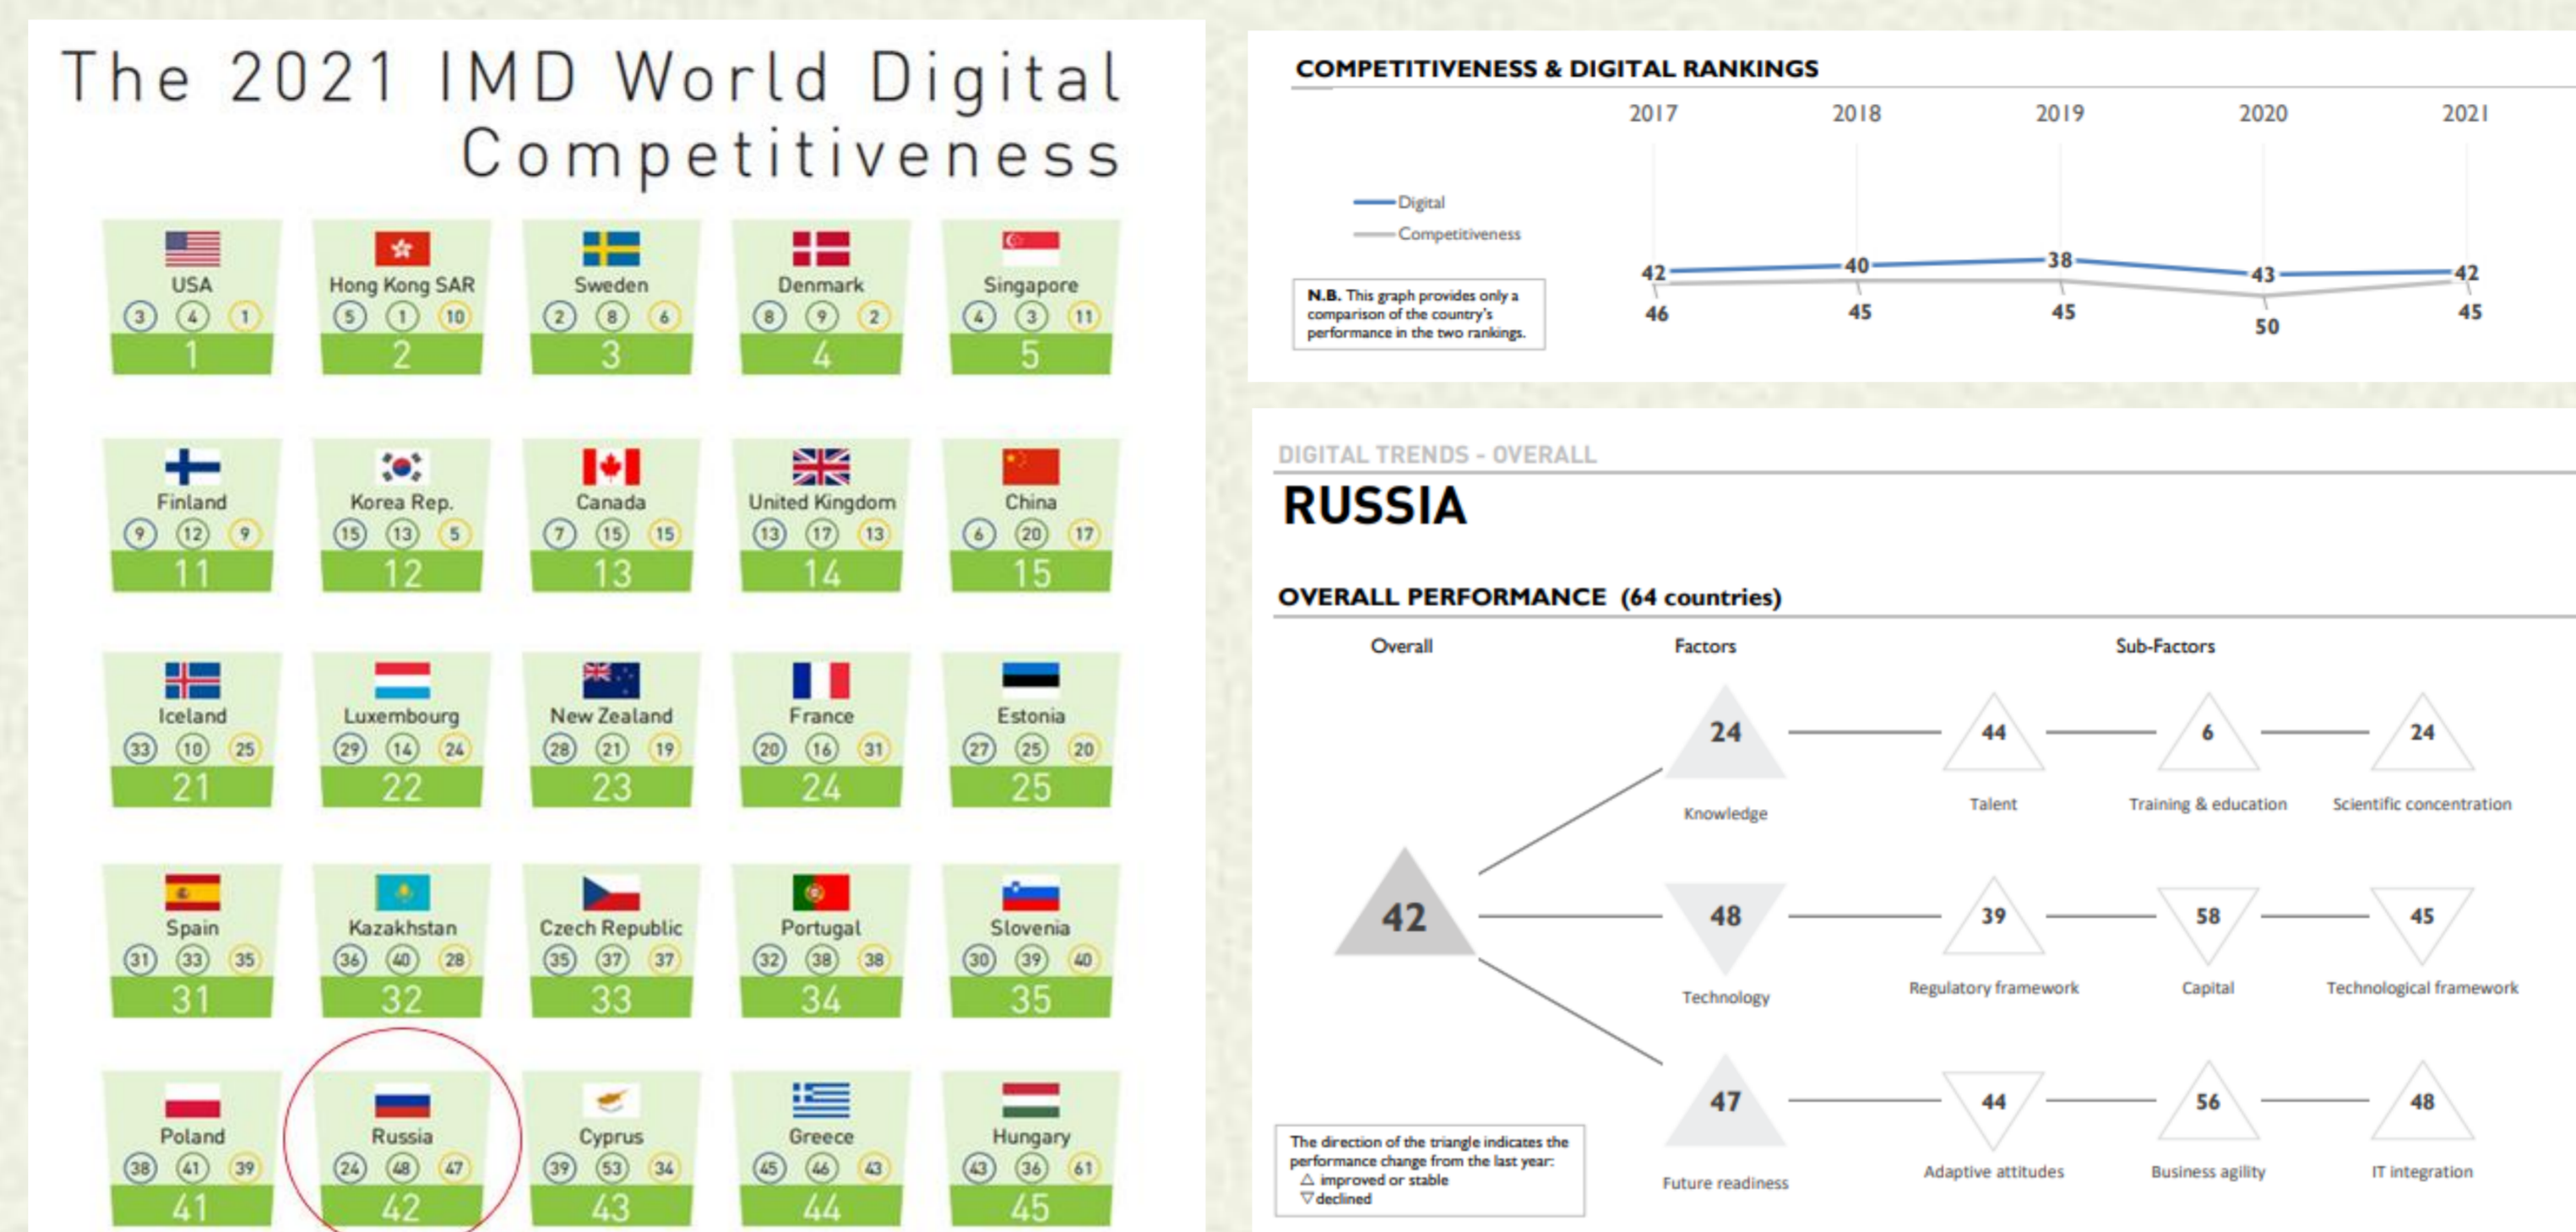 The 2021 IMD World Digital
Competitiveness
USA
3 4 1
1
Hong Kong SAR
5 1 10
2
Sweden
2 8 6
3
Denmark
8 9 2
4
Singapore
4 3 11
5
Finland
9 12 9
11
Korea Rep.
15 13 5
12
Canada
7 15 15
13
United Kingdom
13 17 13
14
China
6 20 17
15
Iceland
33 10 25
21
Luxembourg
29 14 24
22
New Zealand
28 21 19
23
France
20 16 31
24
Estonia
27 25 20
25
Spain
31 33 35
31
Kazakhstan
36 40 28
32
Czech Republic
35 37 37
33
Portugal
32 38 38
34
Slovenia
30 39 40
35
Poland
38 41 39
41
Russia
24 48 47
42
Cyprus
39 53 34
43
Greece
45 46 43
44
Hungary
43 36 61
45
COMPETITIVENESS & DIGITAL RANKINGS
2017 2018 2019 2020 2021
Digital
Competitiveness
42 40 38 43 42
46 45 45 50 45
N.B. This graph provides only a
comparison of the country's
performance in the two rankings.
DIGITAL TRENDS - OVERALL
RUSSIA
OVERALL PERFORMANCE (64 countries)
Overall Factors Sub-Factors
24 44 6 24
Knowledge Talent Training & education Scientific concentration
42 48 39 58 45
Technology Regulatory framework Capital Technological framework
47 44 56 48
Future readiness Adaptive attitudes Business agility IT integration
The direction of the triangle indicates the
performance change from the last year:
△ improved or stable
▽ declined